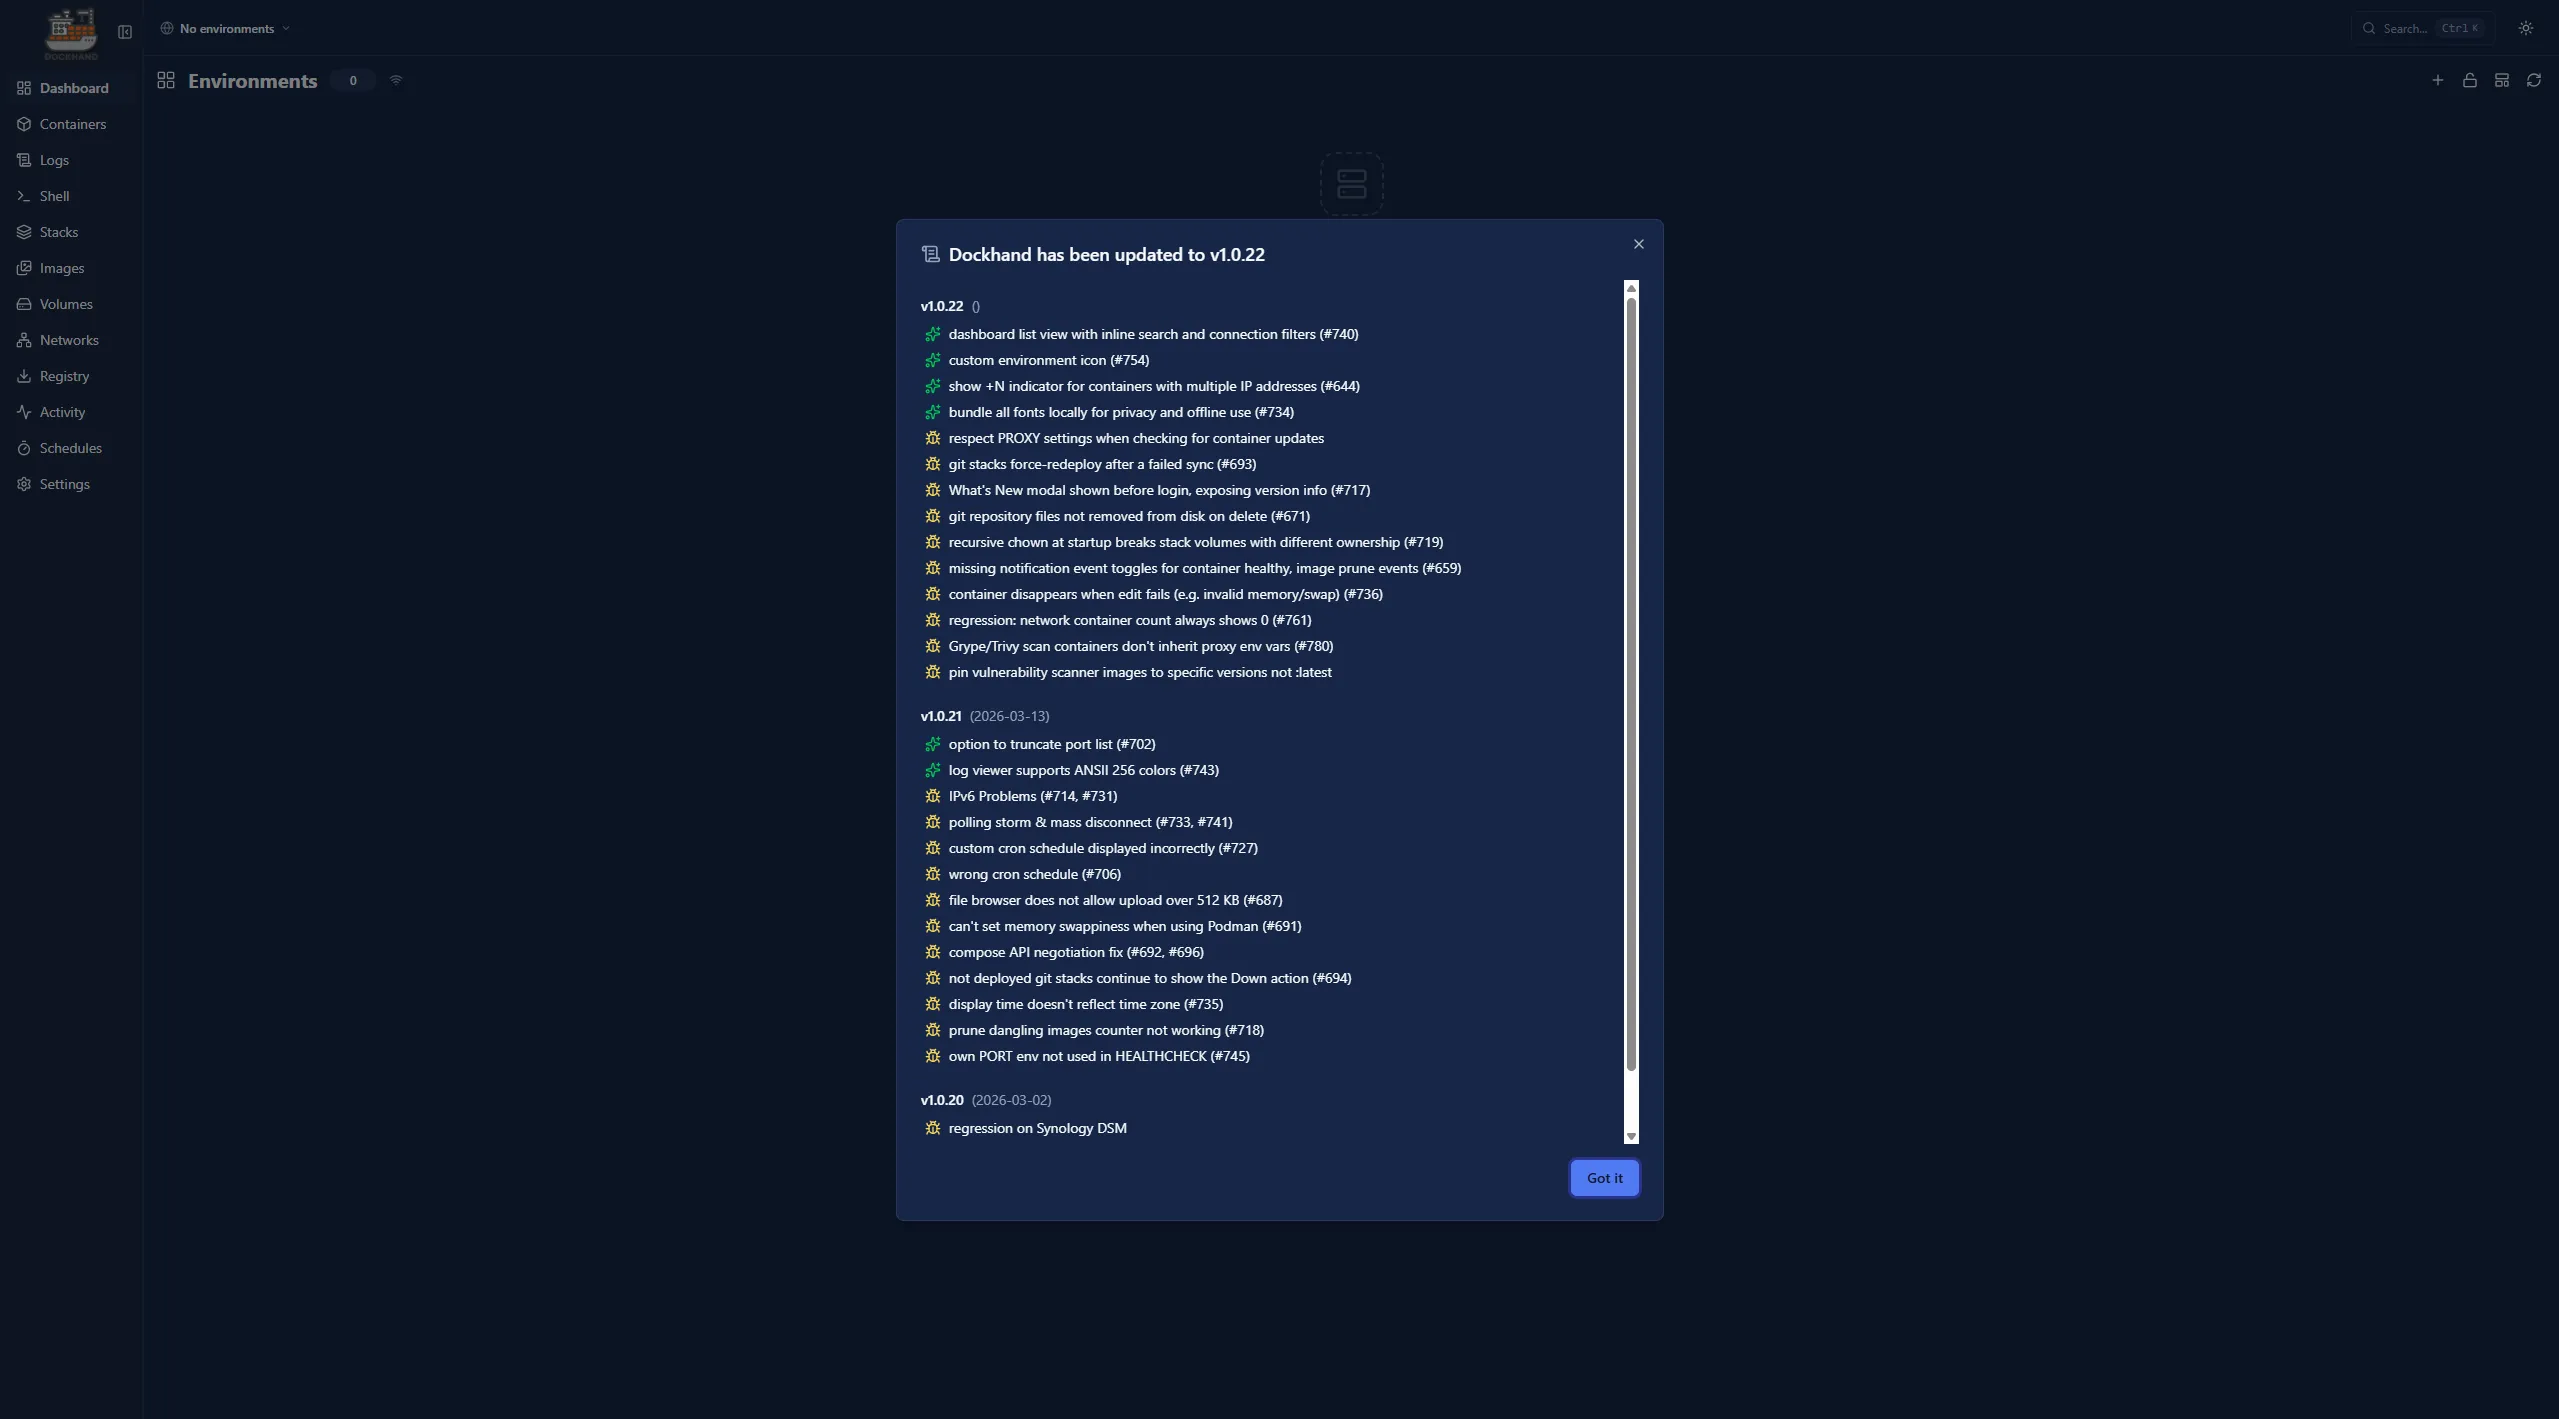 DOCKHAND
No environments
Search... Ctrl K
Environments 0
Dashboard
Containers
Logs
Shell
Stacks
Images
Volumes
Networks
Registry
Activity
Schedules
Settings
Dockhand has been updated to v1.0.22
v1.0.22 ()
dashboard list view with inline search and connection filters (#740)
custom environment icon (#754)
show +N indicator for containers with multiple IP addresses (#644)
bundle all fonts locally for privacy and offline use (#734)
respect PROXY settings when checking for container updates
git stacks force-redeploy after a failed sync (#693)
What's New modal shown before login, exposing version info (#717)
git repository files not removed from disk on delete (#671)
recursive chown at startup breaks stack volumes with different ownership (#719)
missing notification event toggles for container healthy, image prune events (#659)
container disappears when edit fails (e.g. invalid memory/swap) (#736)
regression: network container count always shows 0 (#761)
Grype/Trivy scan containers don't inherit proxy env vars (#780)
pin vulnerability scanner images to specific versions not :latest
v1.0.21 (2026-03-13)
option to truncate port list (#702)
log viewer supports ANSII 256 colors (#743)
IPv6 Problems (#714, #731)
polling storm & mass disconnect (#733, #741)
custom cron schedule displayed incorrectly (#727)
wrong cron schedule (#706)
file browser does not allow upload over 512 KB (#687)
can't set memory swappiness when using Podman (#691)
compose API negotiation fix (#692, #696)
not deployed git stacks continue to show the Down action (#694)
display time doesn't reflect time zone (#735)
prune dangling images counter not working (#718)
own PORT env not used in HEALTHCHECK (#745)
v1.0.20 (2026-03-02)
regression on Synology DSM
Got it